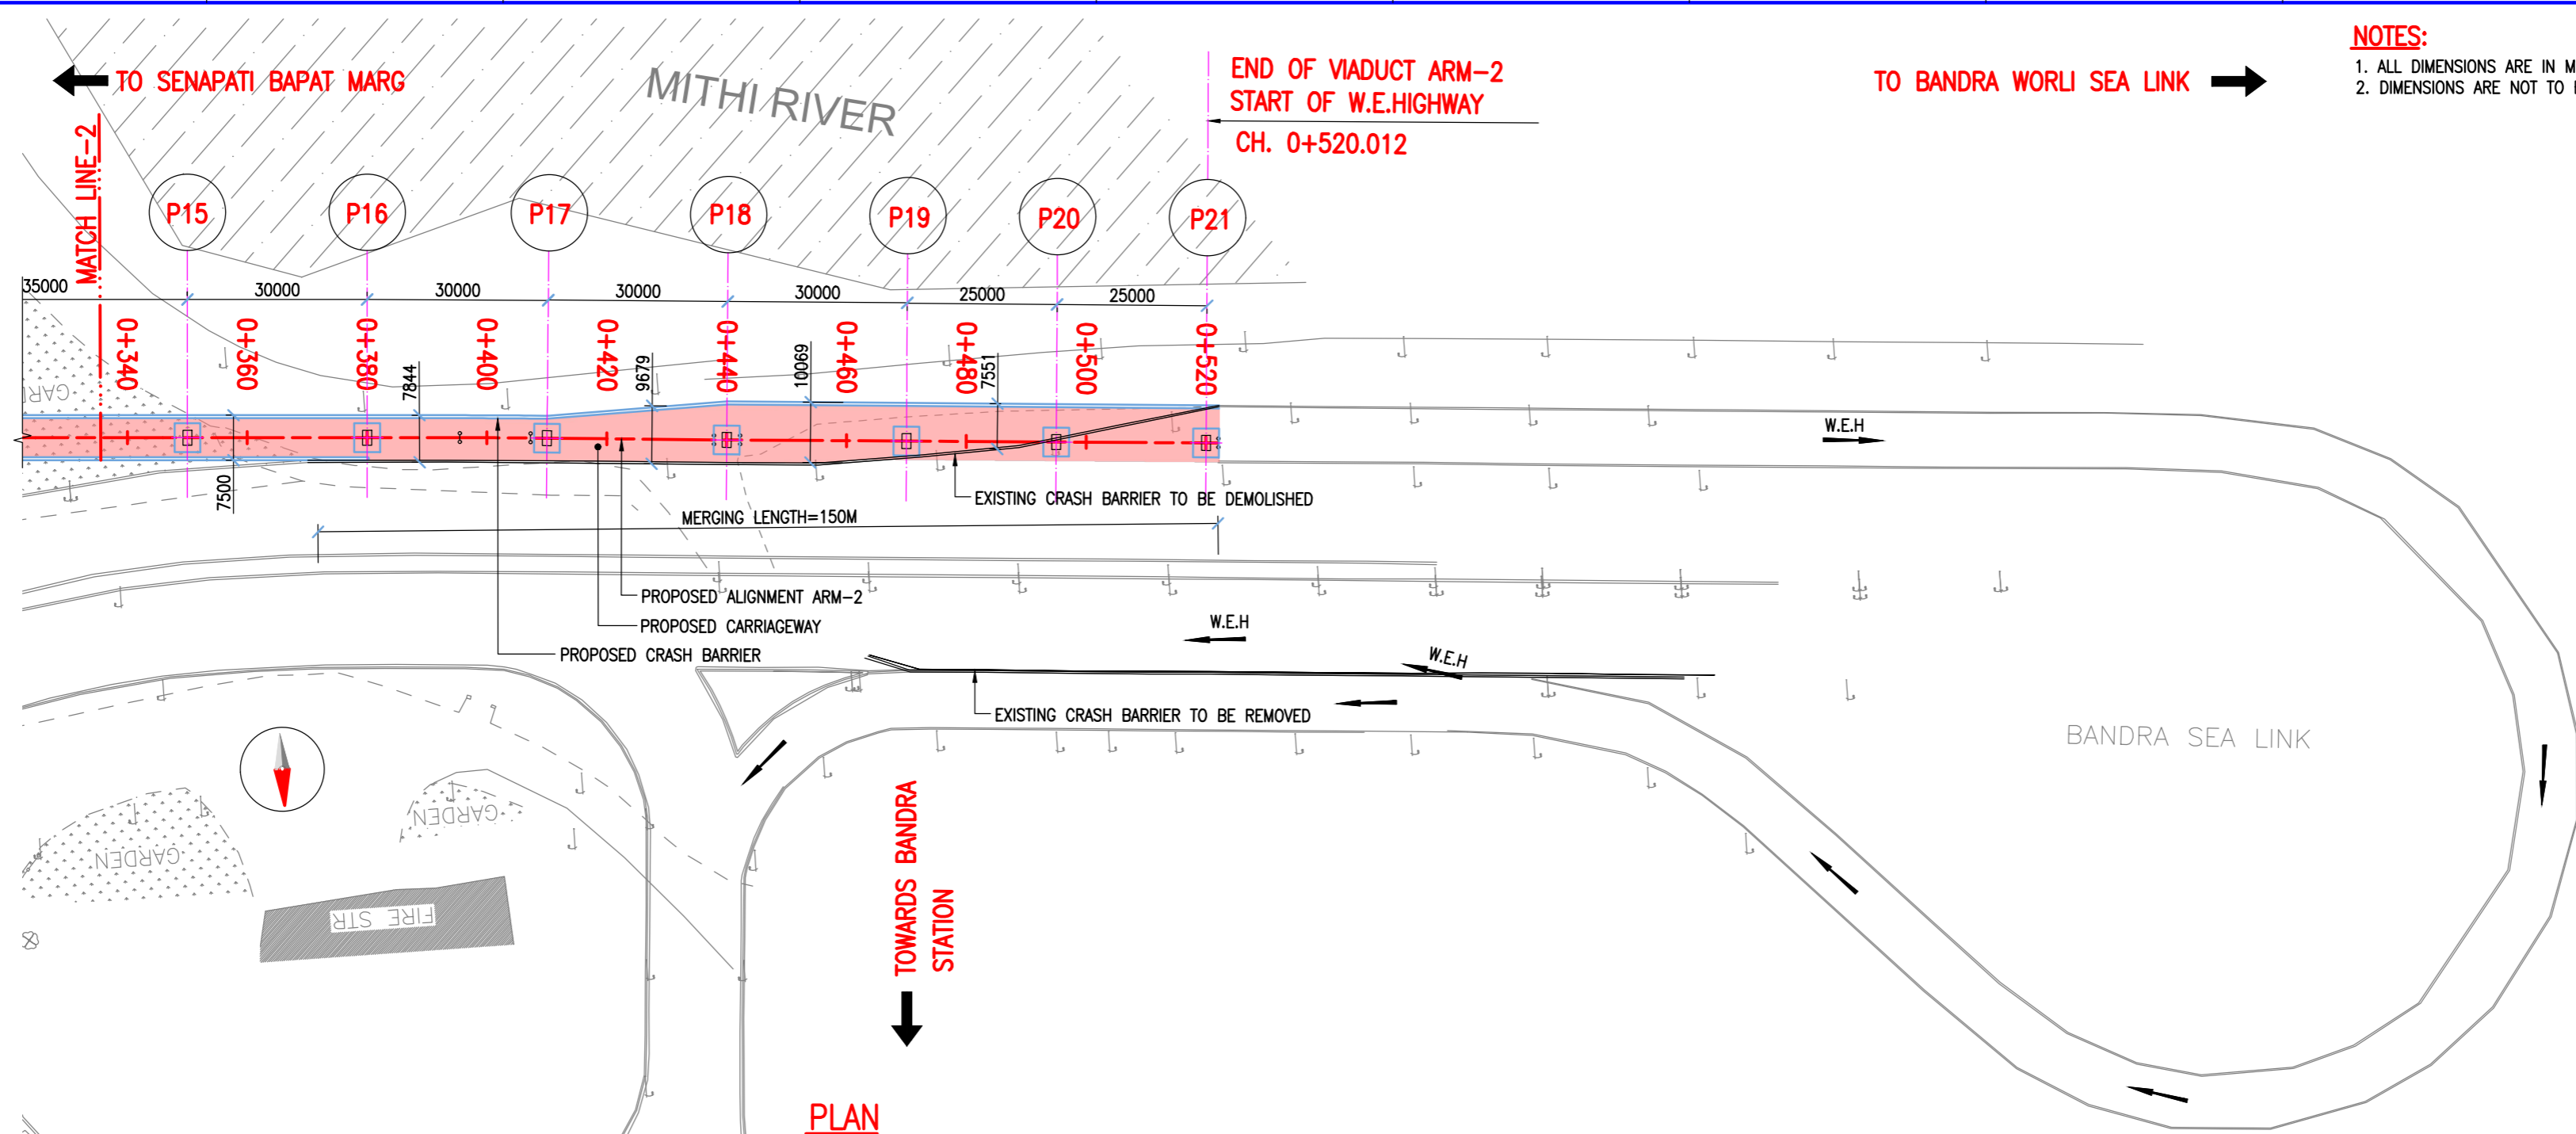 NOTES:
1. ALL DIMENSIONS ARE IN M
2. DIMENSIONS ARE NOT TO
TO SENAPATI BAPAT MARG
MITHI RIVER
END OF VIADUCT ARM-2
START OF W.E.HIGHWAY
CH. 0+520.012
TO BANDRA WORLI SEA LINK
MATCH LINE-2
P15
P16
P17
P18
P19
P20
P21
35000
30000
30000
30000
30000
25000
25000
0+340
0+360
0+380
0+400
0+420
0+440
0+460
0+480
0+500
0+520
7844
9679
10069
7551
7500
GARDEN
W.E.H
EXISTING CRASH BARRIER TO BE DEMOLISHED
MERGING LENGTH=150M
PROPOSED ALIGNMENT ARM-2
PROPOSED CARRIAGEWAY
PROPOSED CRASH BARRIER
W.E.H
W.E.H
EXISTING CRASH BARRIER TO BE REMOVED
BANDRA SEA LINK
GARDEN
GARDEN
FIRE STR
TOWARDS BANDRA
STATION
PLAN